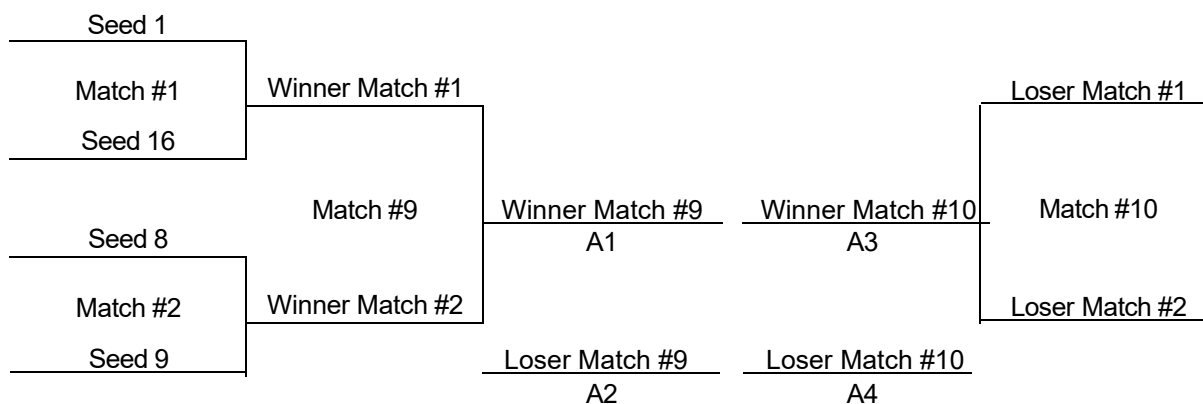 Seed 1
Match #1
Winner Match #1
Loser Match #1
Seed 16
Match #9
Winner Match #9
Winner Match #10
Match #10
A1
A3
Seed 8
Match #2
Winner Match #2
Loser Match #2
Seed 9
Loser Match #9
Loser Match #10
A2
A4